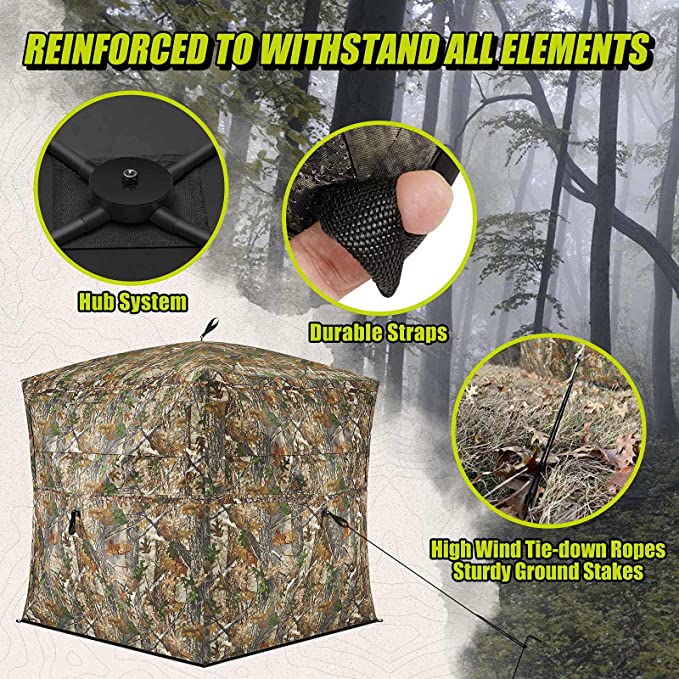 REINFORCED TO WITHSTAND ALL ELEMENTS
Hub System
Durable Straps
High Wind Tie-down Ropes
Sturdy Ground Stakes